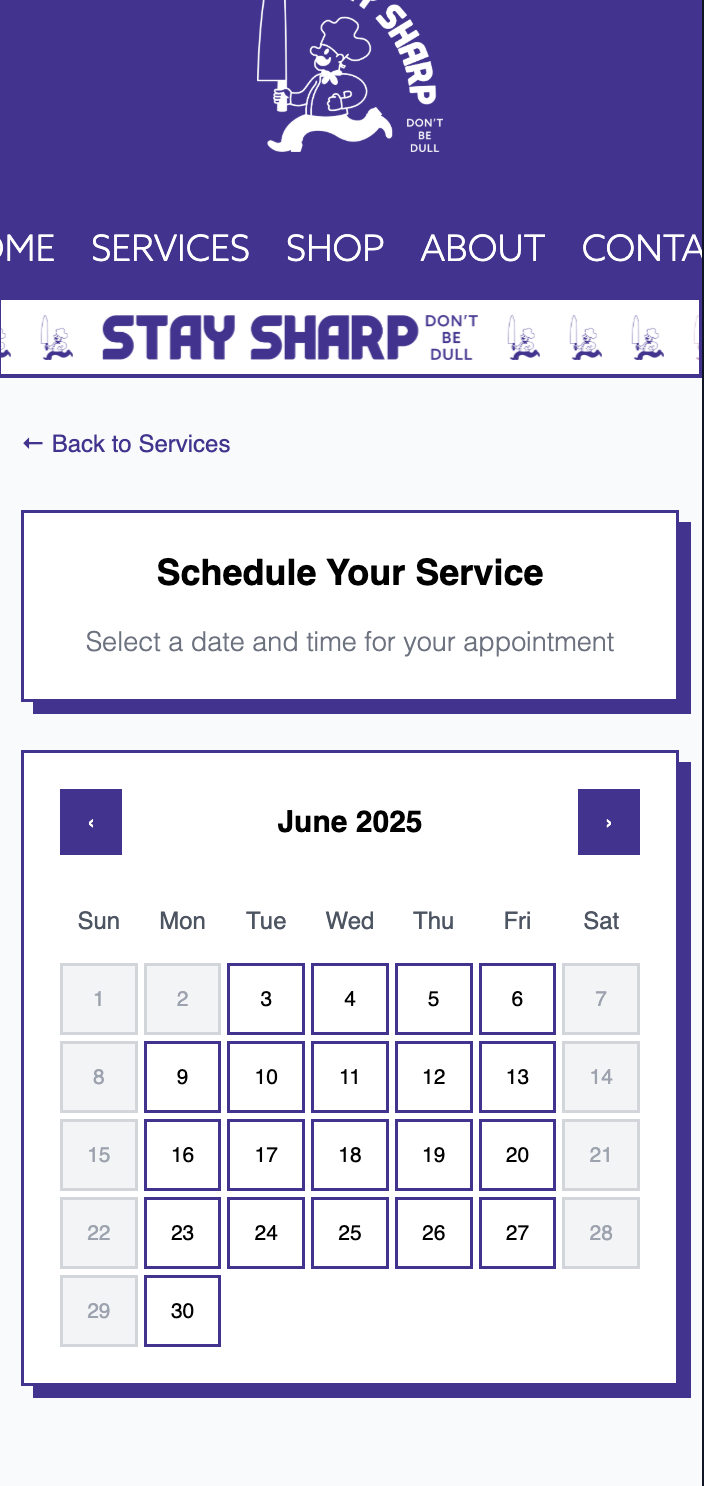 SHARP
DON'T
BE
DULL
OME SERVICES SHOP ABOUT CONTA
STAY SHARP DON'T BE DULL
← Back to Services
Schedule Your Service
Select a date and time for your appointment
‹ June 2025 ›
Sun Mon Tue Wed Thu Fri Sat
1 2 3 4 5 6 7
8 9 10 11 12 13 14
15 16 17 18 19 20 21
22 23 24 25 26 27 28
29 30